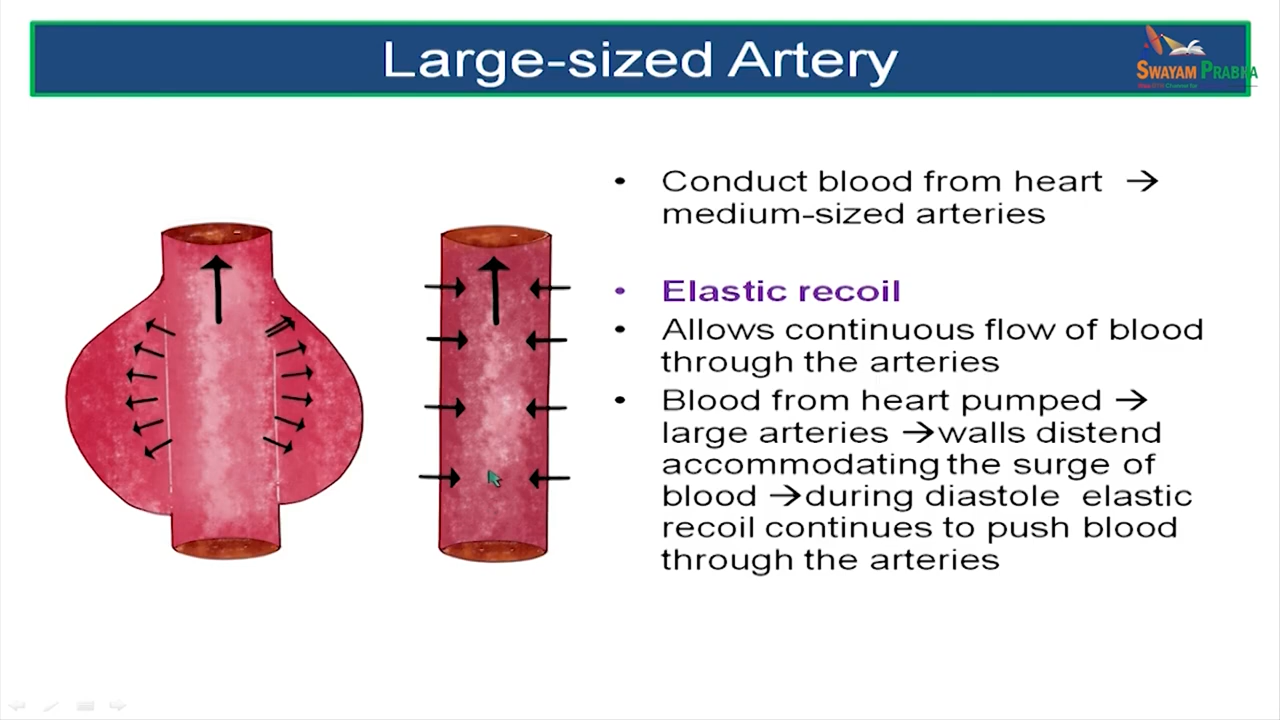 Large-sized Artery
SWAYAM PRABHA
• Conduct blood from heart →
medium-sized arteries
• Elastic recoil
• Allows continuous flow of blood
through the arteries
• Blood from heart pumped →
large arteries →walls distend
accommodating the surge of
blood →during diastole elastic
recoil continues to push blood
through the arteries